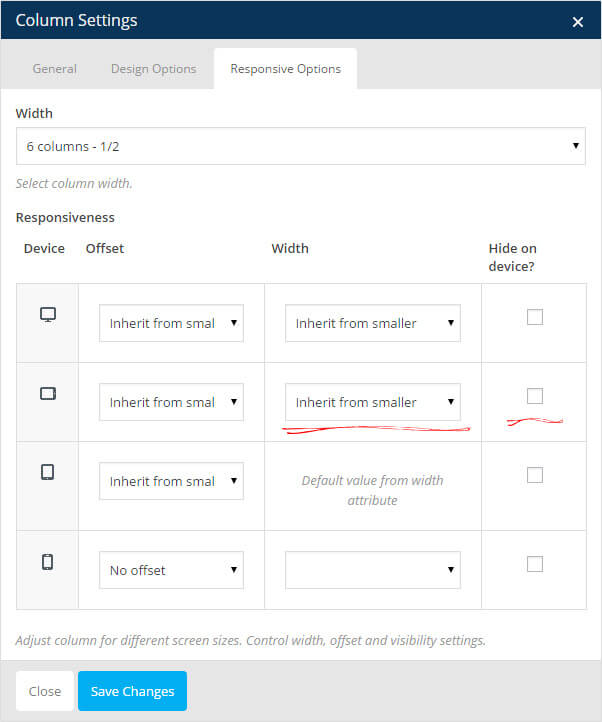 Column Settings ×
General Design Options Responsive Options
Width
6 columns - 1/2
Select column width.
Responsiveness
Device Offset Width Hide on
device?
Inherit from smal Inherit from smaller
Inherit from smal Inherit from smaller
Inherit from smal Default value from width
attribute
No offset
Adjust column for different screen sizes. Control width, offset and visibility settings.
Close Save Changes